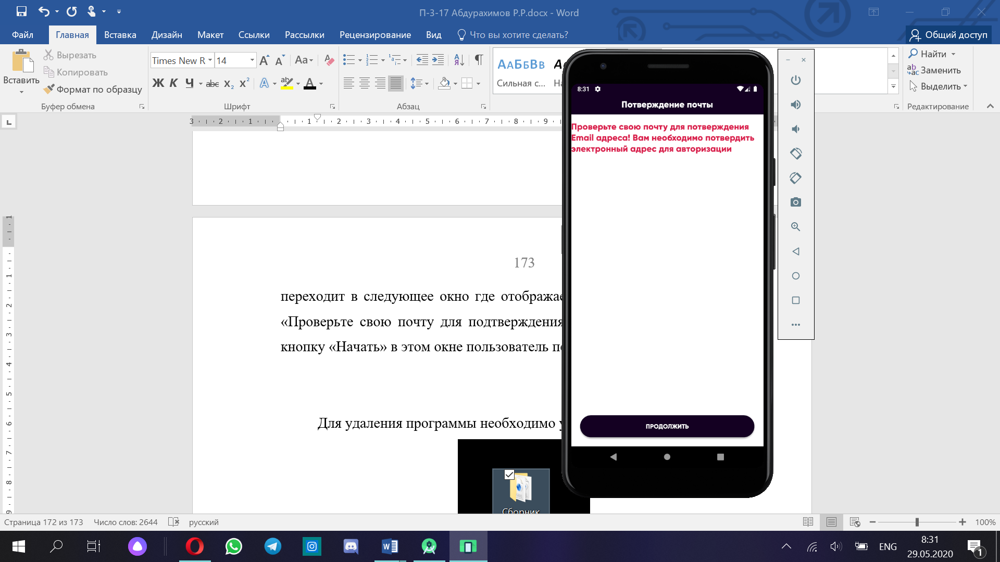 П-3-17 Абдурахимов Р.Р.docx - Word
Файл Главная Вставка Дизайн Макет Ссылки Рассылки Рецензирование Вид Что вы хотите сделать? Общий доступ
Вставить
Вырезать
Копировать
Формат по образцу
Буфер обмена
Times New R 14
Aa
Ж К Ч abc x₂ x²
Шрифт
Абзац
АаБбВв
Сильная с...
Найти
Заменить
Выделить
Редактирование
3 2 1 1 2 3 4 5 6 7 8 9
173
переходит в следующее окно где отображае
«Проверьте свою почту для подтверждения
кнопку «Начать» в этом окне пользователь
Для удаления программы необходимо
Сборник
8:31
Потверждение почты
Проверьте свою почту для потверждения
Email адреса! Вам необходимо потвердить
электронный адрес для авторизации
ПРОДОЛЖИТЬ
Страница 172 из 173 Число слов: 2644 русский 100%
ENG
8:31
29.05.2020
1